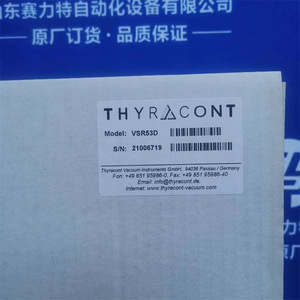 山东赛力特自动化设备有限
原厂订货·品质保证
THYRACONT
Model: VSR53D
S/N: 21006719
Thyracont Vacuum Instruments GmbH, 94036 Passau / Germany
Fon: +49 851 95986-0, Fax: +49 851 95986-40
Email: info@thyracont.de,
Internet: www.thyracont-vacuum.com